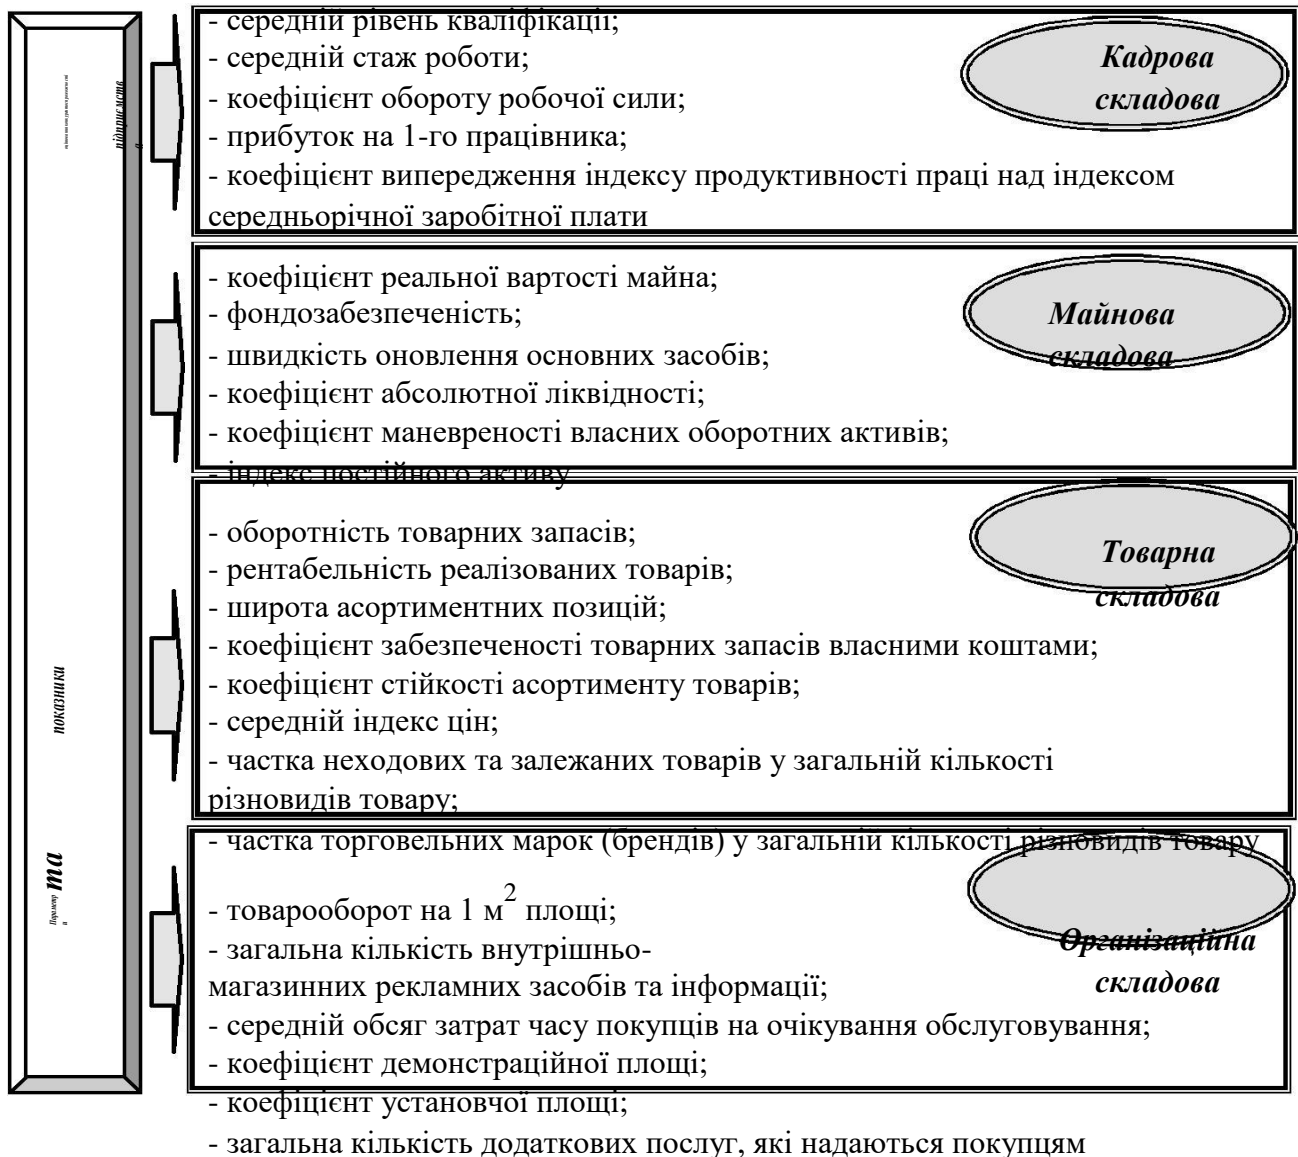 - середній рівень кваліфікації;
- середній стаж роботи;
- коефіцієнт обороту робочої сили;
- прибуток на 1-го працівника;
- коефіцієнт випередження індексу продуктивності праці над індексом
середньорічної заробітної плати
Кадрова
складова
- коефіцієнт реальної вартості майна;
- фондозабезпеченість;
- швидкість оновлення основних засобів;
- коефіцієнт абсолютної ліквідності;
- коефіцієнт маневреності власних оборотних активів;
- індекс постійного активу
Майнова
складова
- оборотність товарних запасів;
- рентабельність реалізованих товарів;
- широта асортиментних позицій;
- коефіцієнт забезпеченості товарних запасів власними коштами;
- коефіцієнт стійкості асортименту товарів;
- середній індекс цін;
- частка неходових та залежаних товарів у загальній кількості
різновидів товару;
- частка торговельних марок (брендів) у загальній кількості різновидів товару
Товарна
складова
- товарооборот на 1 м2 площі;
- загальна кількість внутрішньо-
магазинних рекламних засобів та інформації;
- середній обсяг затрат часу покупців на очікування обслуговування;
- коефіцієнт демонстраційної площі;
- коефіцієнт установчої площі;
- загальна кількість додаткових послуг, які надаються покупцям
Організаційна
складова
Параметр
и
та
показники
підприємств
а